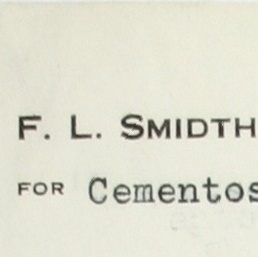 F. L. SMIDTH
FOR Cementos